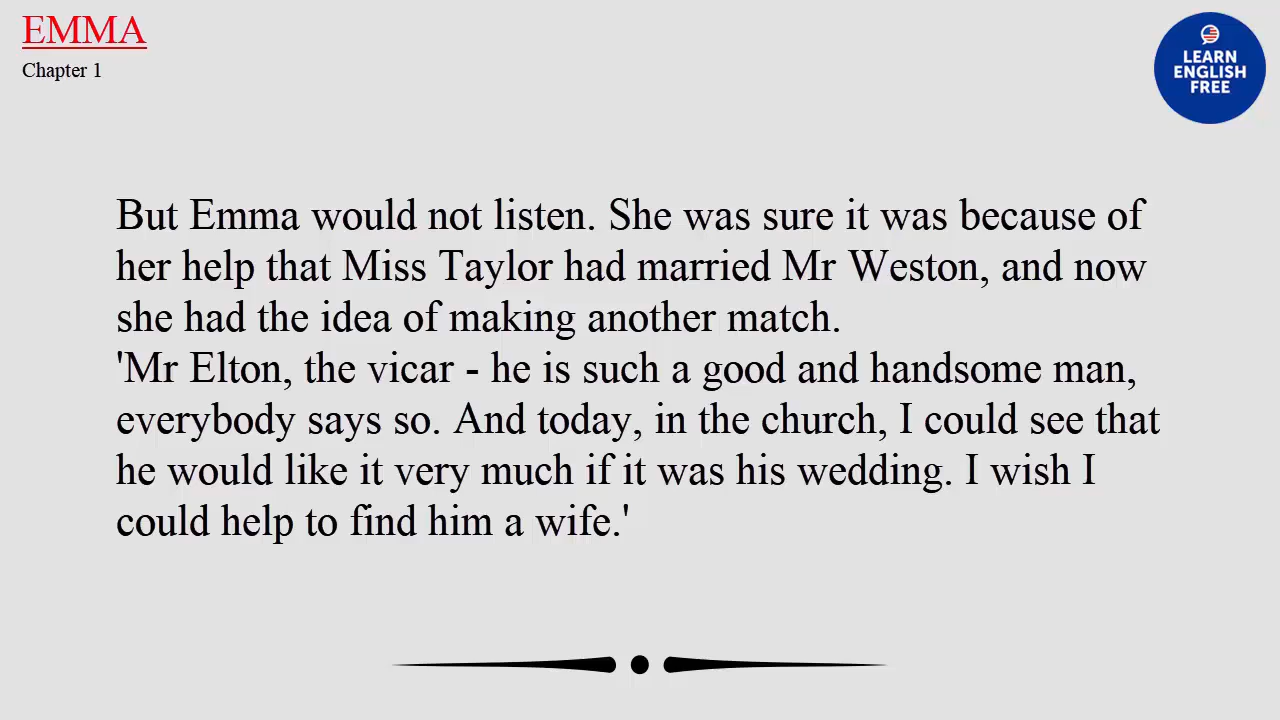 EMMA
Chapter 1
LEARN
ENGLISH
FREE
But Emma would not listen. She was sure it was because of
her help that Miss Taylor had married Mr Weston, and now
she had the idea of making another match.
'Mr Elton, the vicar - he is such a good and handsome man,
everybody says so. And today, in the church, I could see that
he would like it very much if it was his wedding. I wish I
could help to find him a wife.'